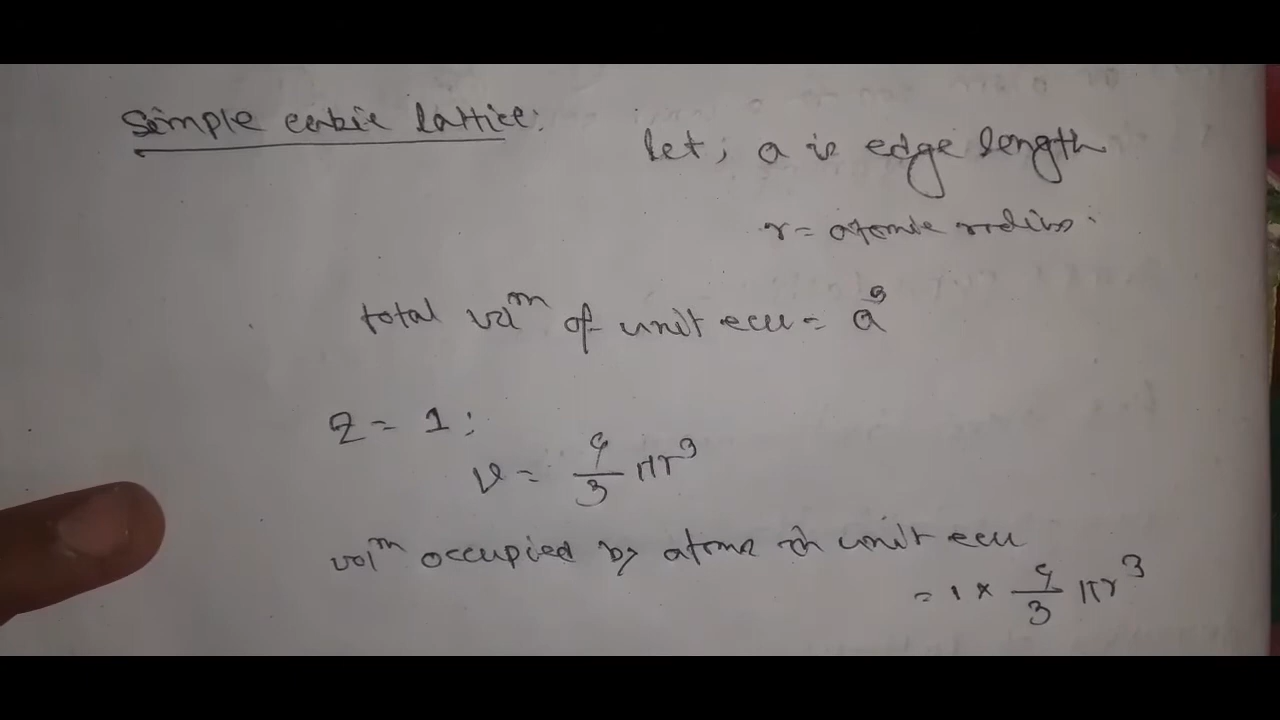 Simple cubic lattice:
let, a is edge length
r = atomic radius.
total volᵐ of unit cell = a³
Z = 1;
V = 4/3 πr³
volᵐ occupied by atoms in unit cell
= 1 × 4/3 πr³